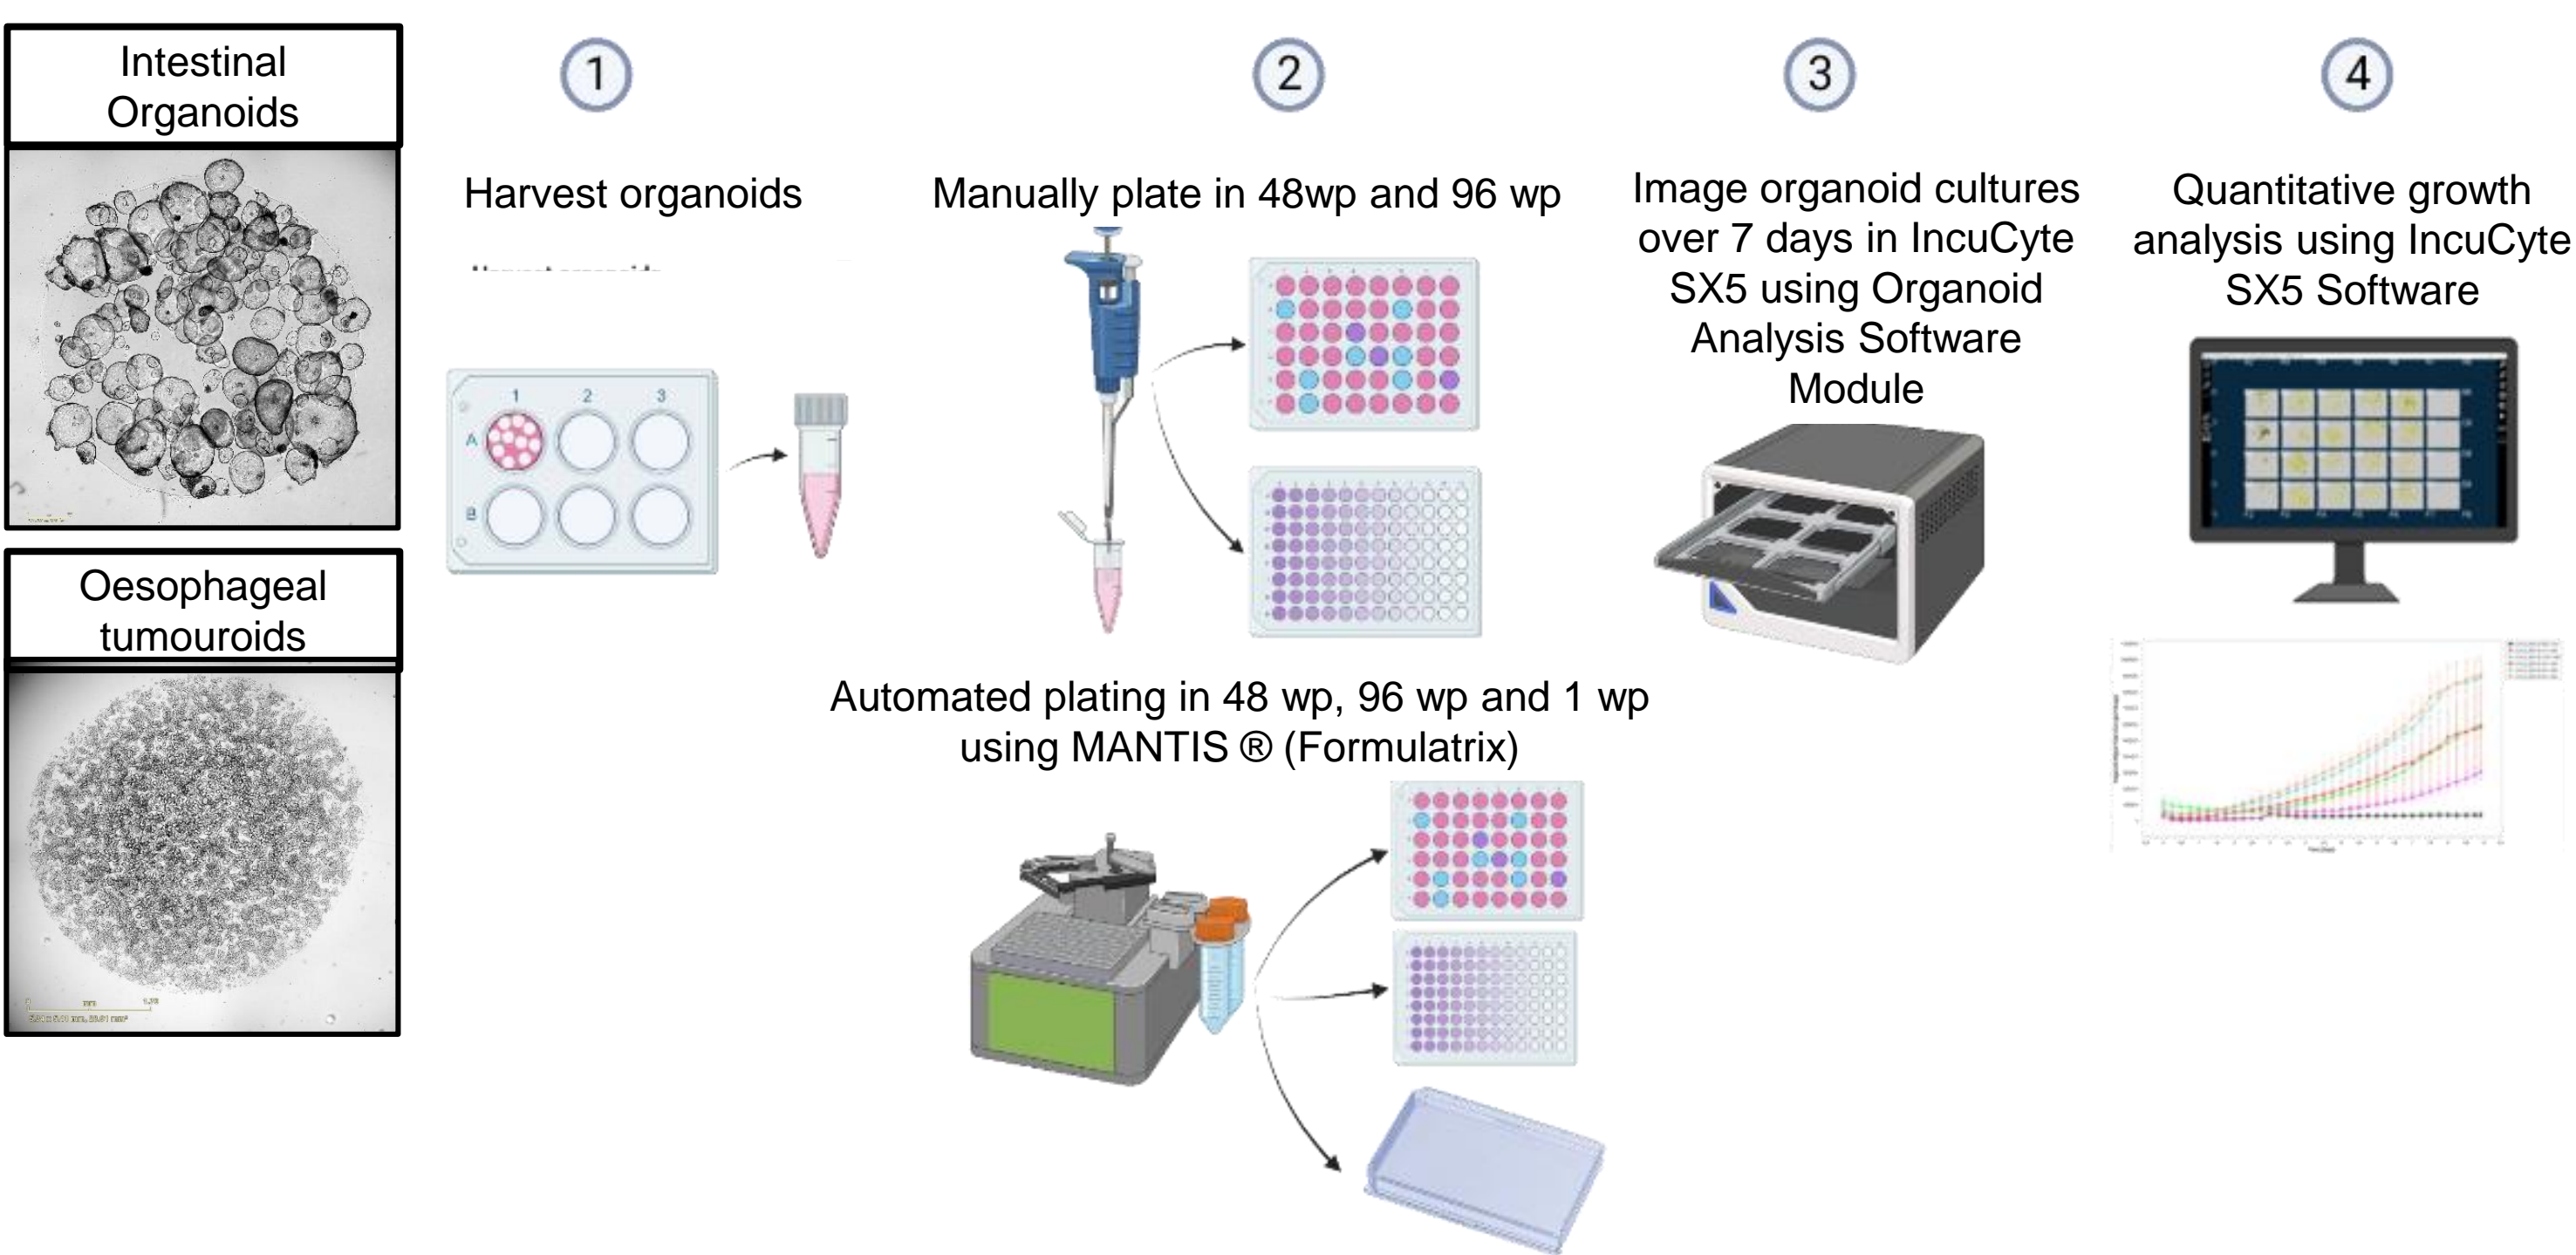 Intestinal
Organoids
Oesophageal
tumouroids
1
Harvest organoids
1 2 3
A
B
2
Manually plate in 48wp and 96 wp
Automated plating in 48 wp, 96 wp and 1 wp
using MANTIS ® (Formulatrix)
3
Image organoid cultures
over 7 days in IncuCyte
SX5 using Organoid
Analysis Software
Module
4
Quantitative growth
analysis using IncuCyte
SX5 Software